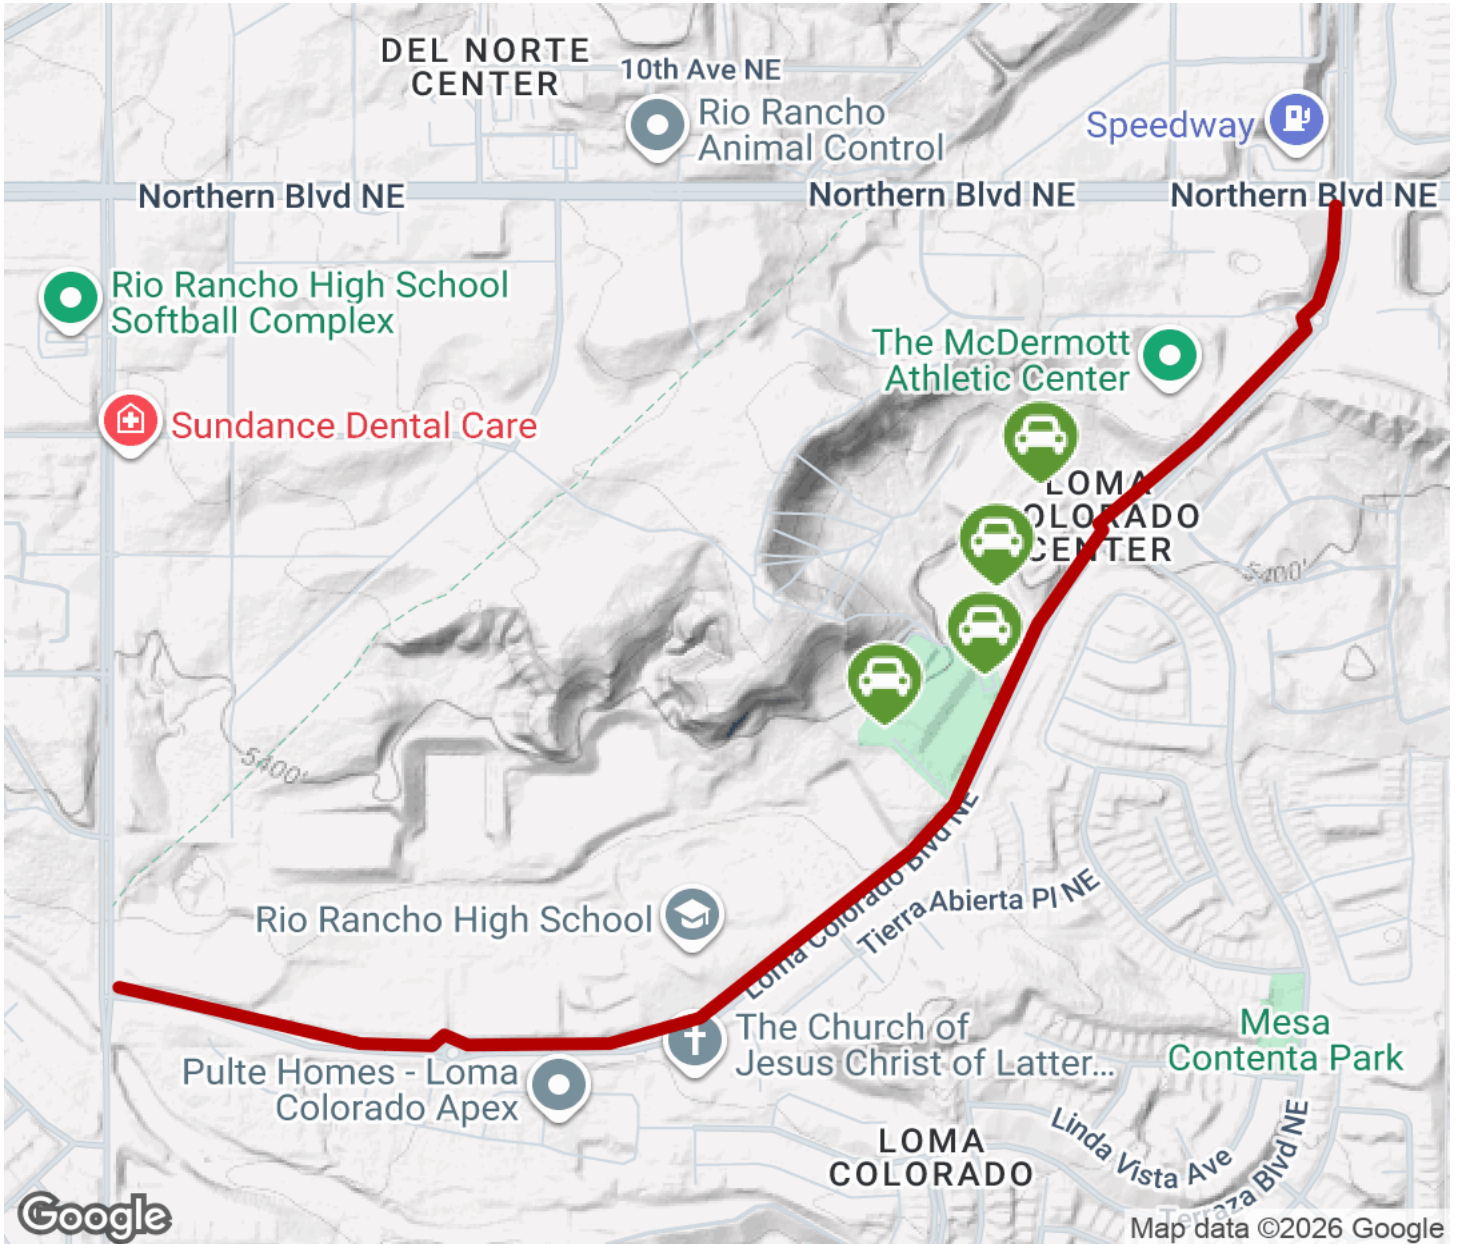 DEL NORTE
CENTER
10th Ave NE
Rio Rancho
Animal Control
Speedway
Northern Blvd NE
Northern Blvd NE
Northern Blvd NE
Rio Rancho High School
Softball Complex
The McDermott
Athletic Center
Sundance Dental Care
LOMA
COLORADO
CENTER
5400'
5400'
Loma Colorado Blvd NE
Tierra Abierta Pl NE
Rio Rancho High School
The Church of
Jesus Christ of Latter...
Mesa
Contenta Park
Pulte Homes - Loma
Colorado Apex
LOMA
COLORADO
Linda Vista Ave
Terraza Blvd NE
Google
Map data ©2026 Google